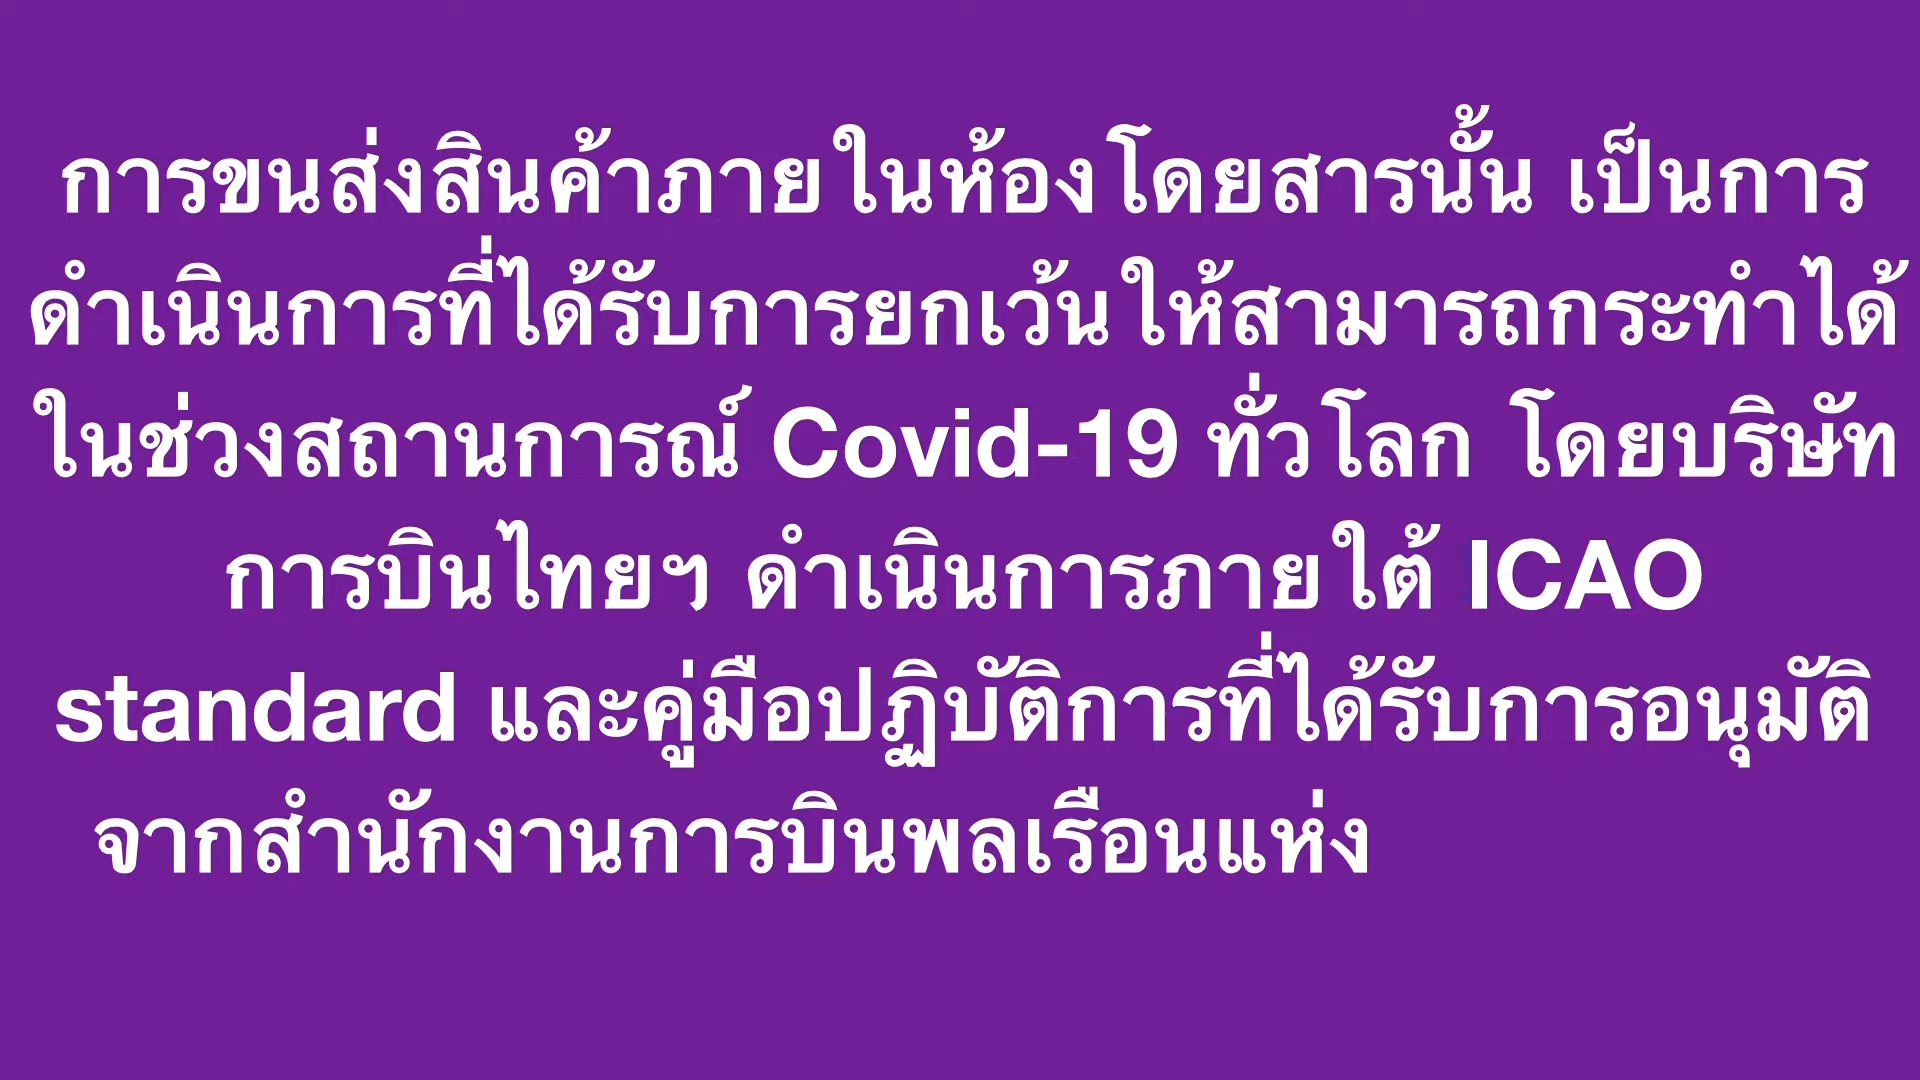 การขนส่งสินค้าภายในห้องโดยสารนั้น เป็นการ
ดำเนินการที่ได้รับการยกเว้นให้สามารถกระทำได้
ในช่วงสถานการณ์ Covid-19 ทั่วโลก โดยบริษัท
การบินไทยฯ ดำเนินการภายใต้ ICAO
standard และคู่มือปฏิบัติการที่ได้รับการอนุมัติ
จากสำนักงานการบินพลเรือนแห่ง